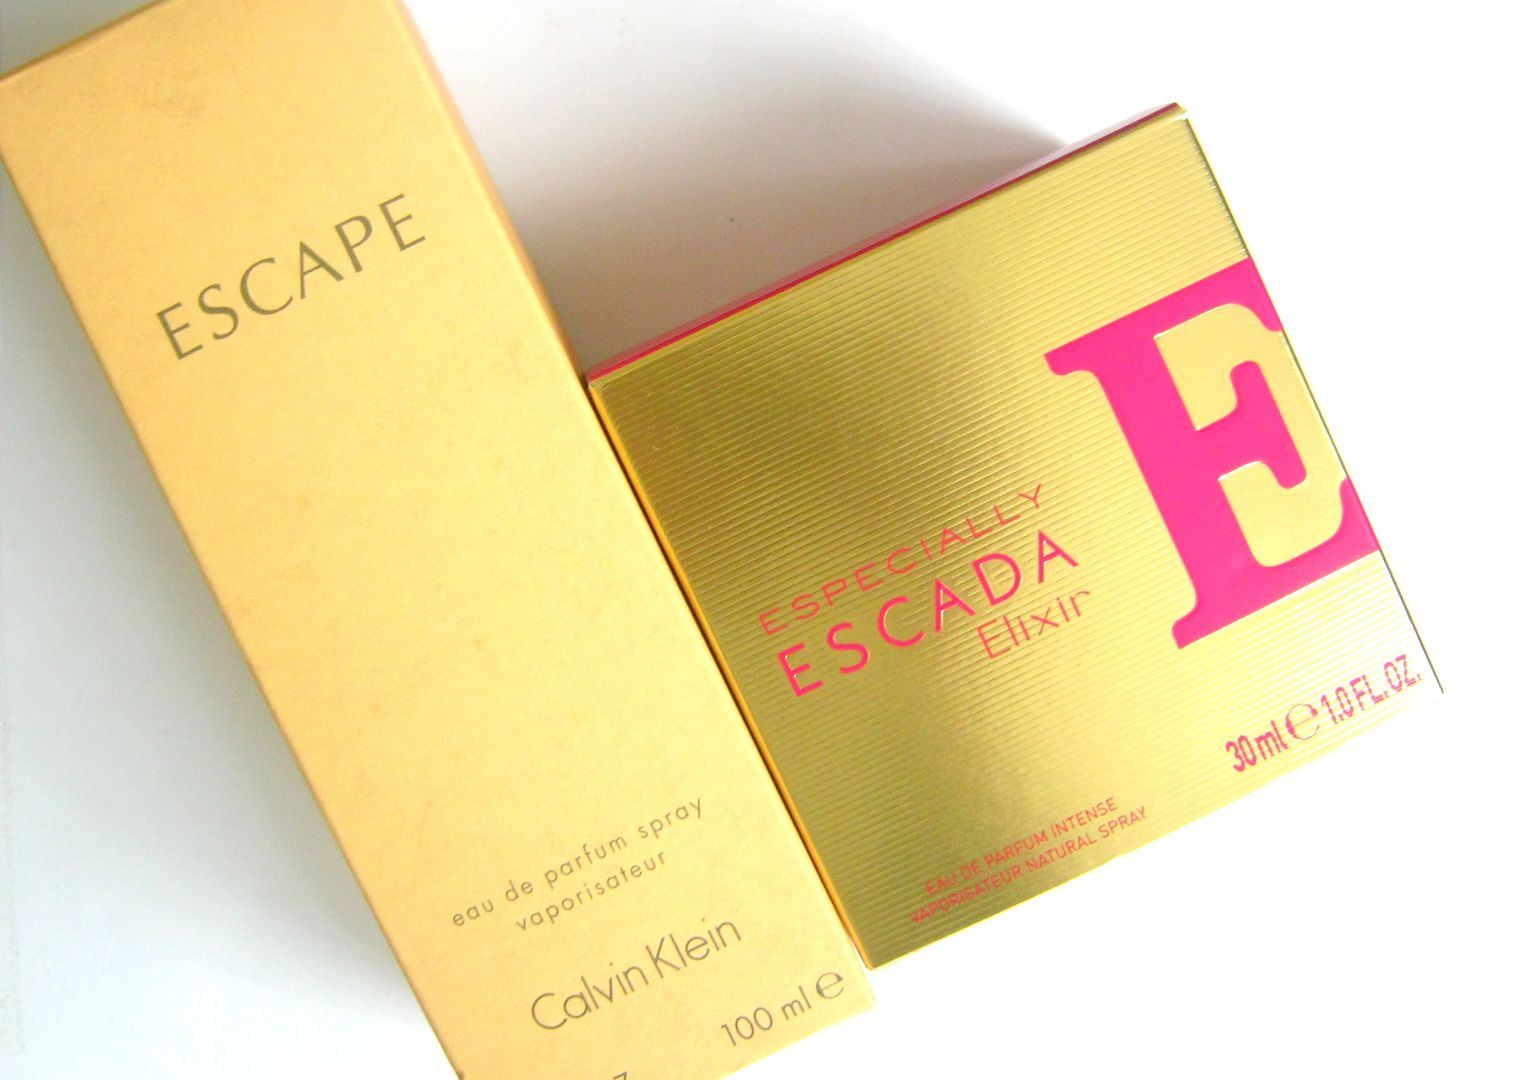 ESCAPE
eau de parfum spray
vaporisateur
Calvin Klein
100 ml ℮
E
ESPECIALLY
ESCADA
Elixir
30ml ℮ 1.0 FL.OZ.
EAU DE PARFUM INTENSE
VAPORISATEUR NATURAL SPRAY